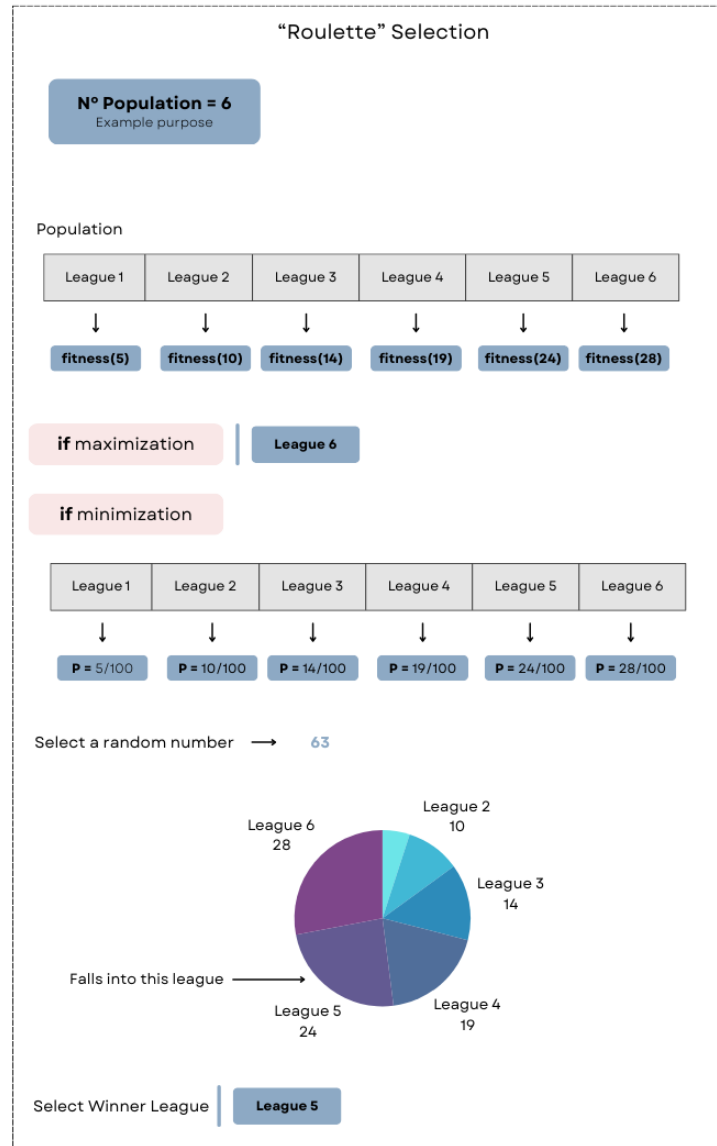 “Roulette” Selection
Nº Population = 6
Example purpose
Population
League 1 League 2 League 3 League 4 League 5 League 6
fitness(5) fitness(10) fitness(14) fitness(19) fitness(24) fitness(28)
if maximization League 6
if minimization
League 1 League 2 League 3 League 4 League 5 League 6
P = 5/100 P = 10/100 P = 14/100 P = 19/100 P = 24/100 P = 28/100
Select a random number 63
League 2
10
League 6
28
League 3
14
Falls into this league
League 4
19
League 5
24
Select Winner League League 5